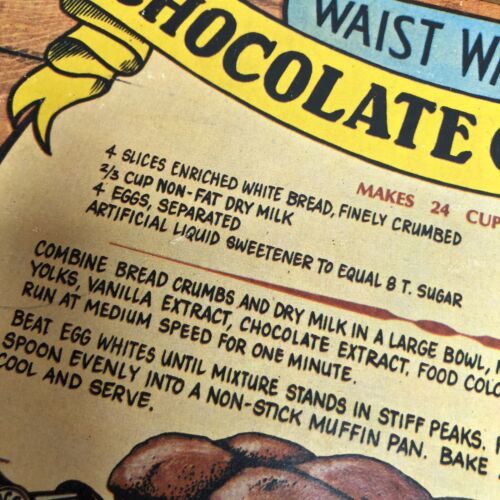 WAIST
CHOCOLATE
MAKES 24
4 SLICES ENRICHED WHITE BREAD, FINELY CRUMBED
2/3 CUP NON-FAT DRY MILK
4 EGGS, SEPARATED
ARTIFICIAL LIQUID SWEETENER TO EQUAL 8 T. SUGAR
COMBINE BREAD CRUMBS AND DRY MILK IN A LARGE BOWL,
YOLKS, VANILLA EXTRACT, CHOCOLATE EXTRACT. FOOD
RUN AT MEDIUM SPEED FOR ONE MINUTE.
BEAT EGG WHITES UNTIL MIXTURE STANDS IN STIFF PEAKS.
SPOON EVENLY INTO A NON-STICK MUFFIN PAN. BAKE
COOL AND SERVE.